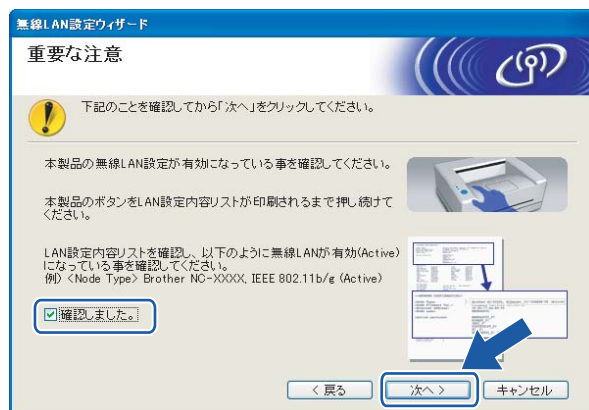 無線LAN設定ウィザード
重要な注意
下記のことを確認してから「次へ」をクリックしてください。
本製品の無線LAN設定が有効になっている事を確認してください。
本製品のボタンをLAN設定内容リストが印刷されるまで押し続けて
ください。
LAN設定内容リストを確認し、以下のように無線LANが有効(Active)
になっている事を確認してください。
例) <Node Type> Brother NC-XXXX, IEEE 802.11b/g (Active)
確認しました。
< 戻る
次へ >
キャンセル